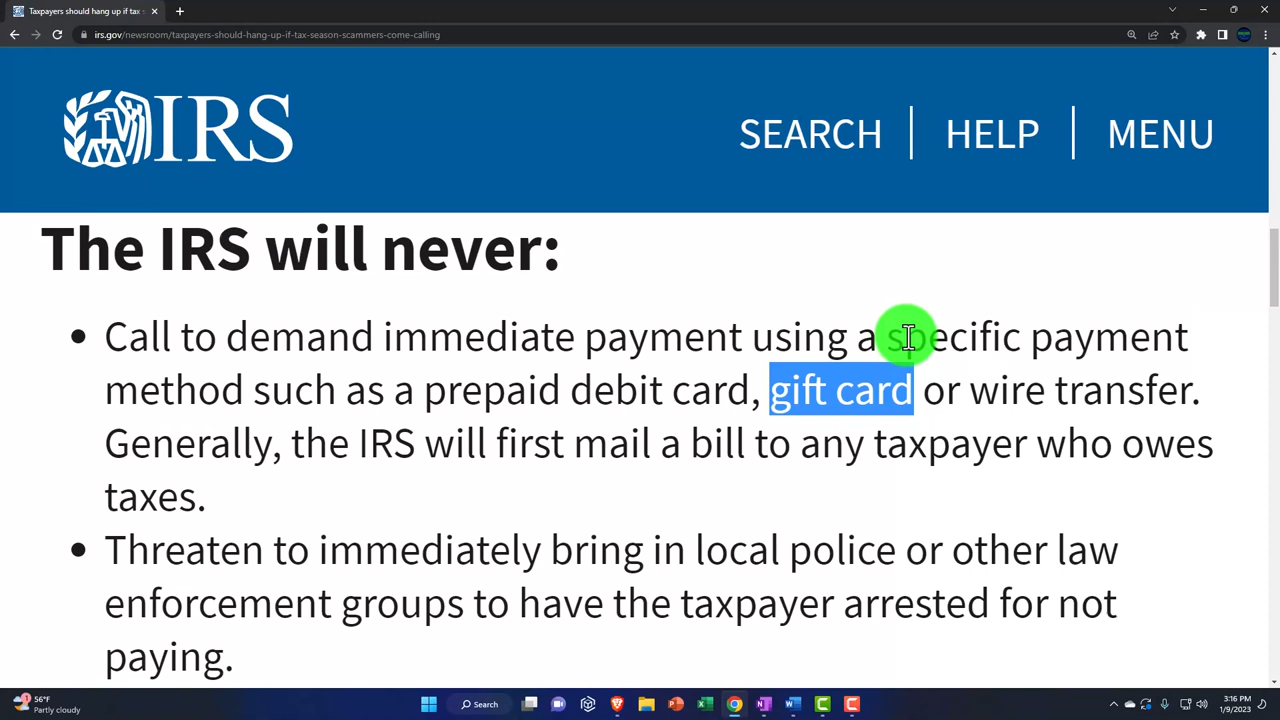 Taxpayers should hang up if tax s
irs.gov/newsroom/taxpayers-should-hang-up-if-tax-season-scammers-come-calling
IRS
SEARCH
HELP
MENU
The IRS will never:
• Call to demand immediate payment using a specific payment
method such as a prepaid debit card, gift card or wire transfer.
Generally, the IRS will first mail a bill to any taxpayer who owes
taxes.
• Threaten to immediately bring in local police or other law
enforcement groups to have the taxpayer arrested for not
paying.
1
56°F
Partly cloudy
Search
3:16 PM
1/9/2023